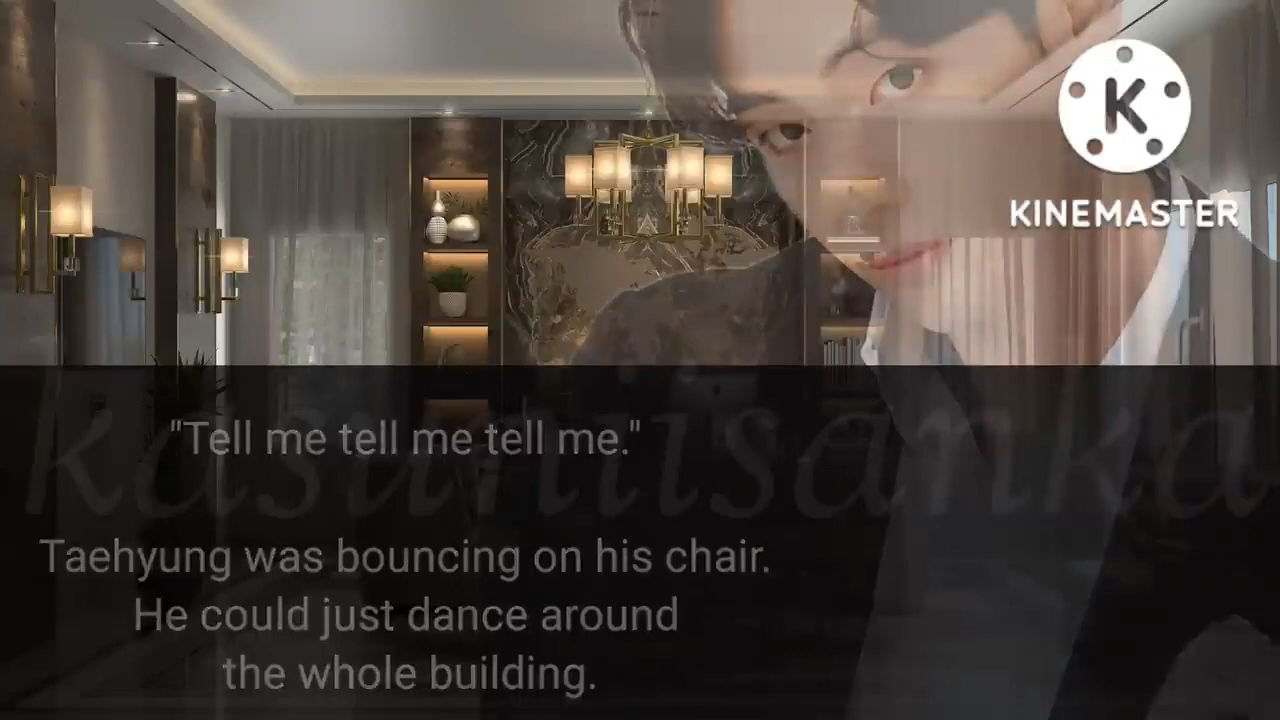 K
KINEMASTER
"Tell me tell me tell me."
kasuniisanka
Taehyung was bouncing on his chair.
He could just dance around
the whole building.